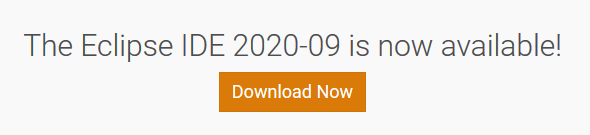 The Eclipse IDE 2020-09 is now available!
Download Now